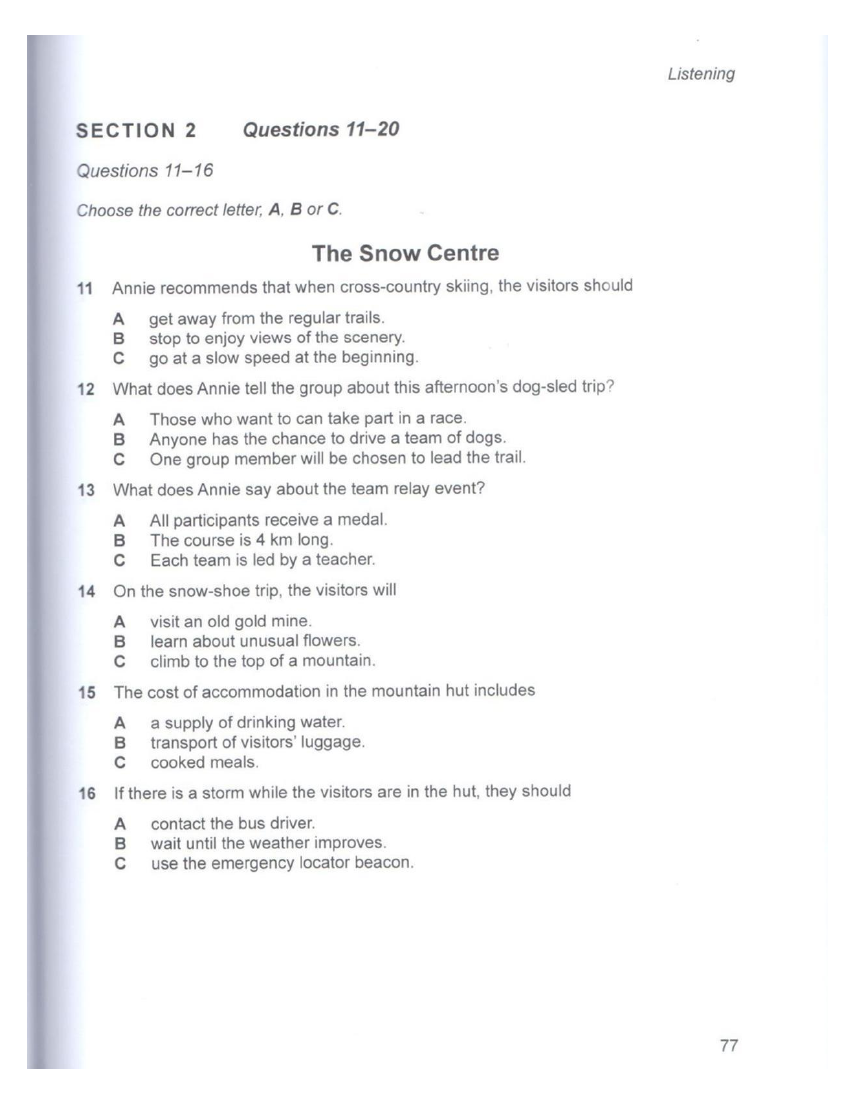 Listening
SECTION 2 Questions 11–20
Questions 11–16
Choose the correct letter, A, B or C.
The Snow Centre
11 Annie recommends that when cross-country skiing, the visitors should
A get away from the regular trails.
B stop to enjoy views of the scenery.
C go at a slow speed at the beginning.
12 What does Annie tell the group about this afternoon's dog-sled trip?
A Those who want to can take part in a race.
B Anyone has the chance to drive a team of dogs.
C One group member will be chosen to lead the trail.
13 What does Annie say about the team relay event?
A All participants receive a medal.
B The course is 4 km long.
C Each team is led by a teacher.
14 On the snow-shoe trip, the visitors will
A visit an old gold mine.
B learn about unusual flowers.
C climb to the top of a mountain.
15 The cost of accommodation in the mountain hut includes
A a supply of drinking water.
B transport of visitors' luggage.
C cooked meals.
16 If there is a storm while the visitors are in the hut, they should
A contact the bus driver.
B wait until the weather improves.
C use the emergency locator beacon.
77